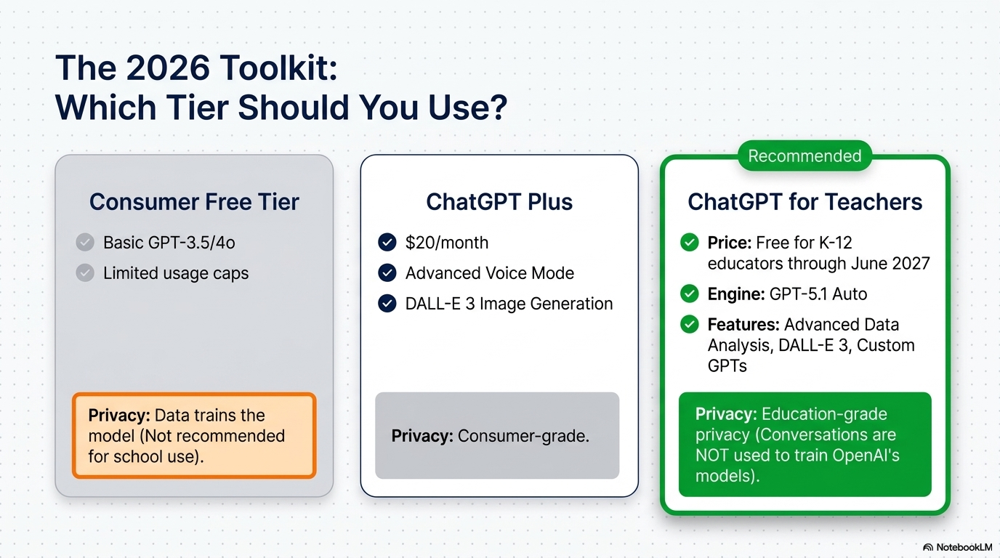 The 2026 Toolkit:
Which Tier Should You Use?
Consumer Free Tier
Basic GPT-3.5/4o
Limited usage caps
Privacy: Data trains the
model (Not recommended
for school use).
ChatGPT Plus
$20/month
Advanced Voice Mode
DALL-E 3 Image Generation
Privacy: Consumer-grade.
Recommended
ChatGPT for Teachers
Price: Free for K-12
educators through June 2027
Engine: GPT-5.1 Auto
Features: Advanced Data
Analysis, DALL-E 3, Custom
GPTs
Privacy: Education-grade
privacy (Conversations are
NOT used to train OpenAI's
models).
NotebookLM